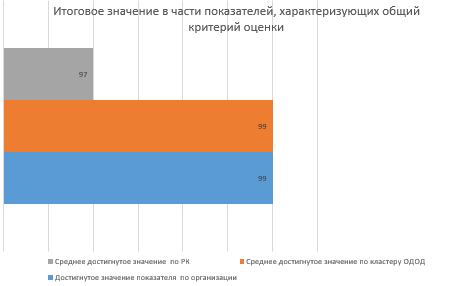 Итоговое значение в части показателей, характеризующих общий
критерий оценки
97
99
99
Среднее достигнутое значение  по РК
Среднее достигнутое значение по кластеру ОДОД
Достигнутое значение показателя  по организации